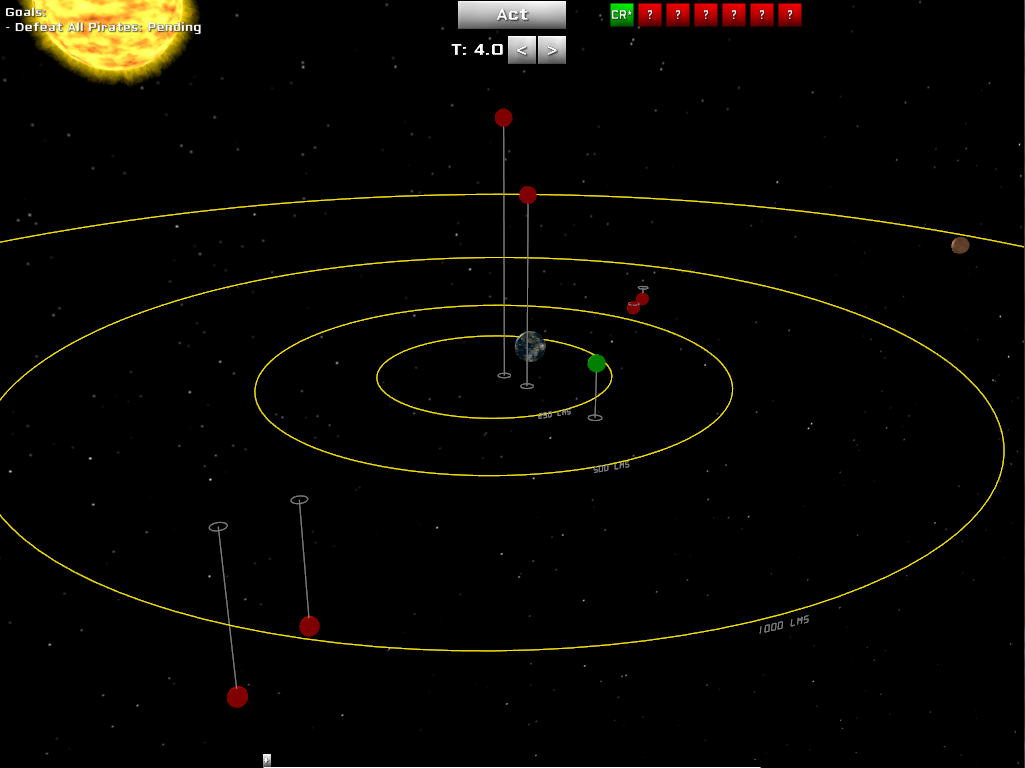 Goals:
- Defeat All Pirates: Pending
Act
CR* ? ? ? ? ? ?
T: 4.0 < >
250 LMS
500 LMS
1000 LMS